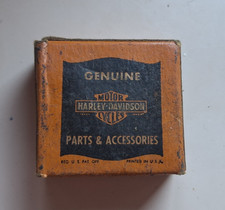 GENUINE
MOTOR
HARLEY-DAVIDSON
CYCLES
PARTS & ACCESSORIES
REG. U.S. PAT. OFF. PRINTED IN U.S.A.